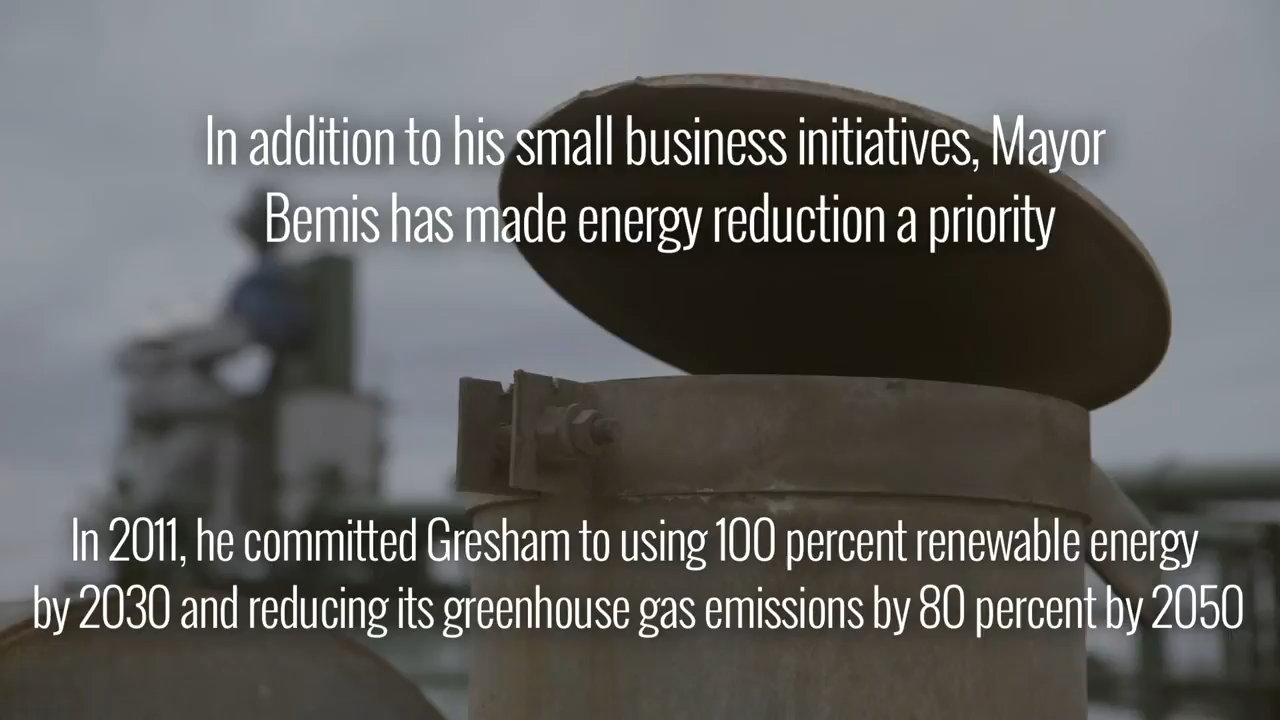 In addition to his small business initiatives, Mayor
Bemis has made energy reduction a priority
In 2011, he committed Gresham to using 100 percent renewable energy
by 2030 and reducing its greenhouse gas emissions by 80 percent by 2050